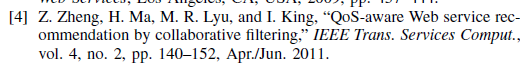 [4] Z. Zheng, H. Ma, M. R. Lyu, and I. King, “QoS-aware Web service rec-
ommendation by collaborative filtering,” IEEE Trans. Services Comput.,
vol. 4, no. 2, pp. 140–152, Apr./Jun. 2011.